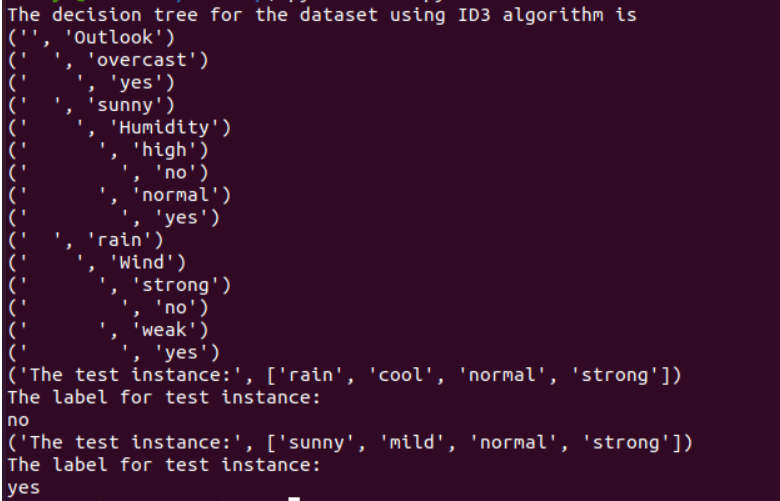 The decision tree for the dataset using ID3 algorithm is
('', 'Outlook')
('  ', 'overcast')
('    ', 'yes')
('  ', 'sunny')
('    ', 'Humidity')
('      ', 'high')
('        ', 'no')
('      ', 'normal')
('        ', 'yes')
('  ', 'rain')
('    ', 'Wind')
('      ', 'strong')
('        ', 'no')
('      ', 'weak')
('        ', 'yes')
('The test instance:', ['rain', 'cool', 'normal', 'strong'])
The label for test instance:
no
('The test instance:', ['sunny', 'mild', 'normal', 'strong'])
The label for test instance:
yes